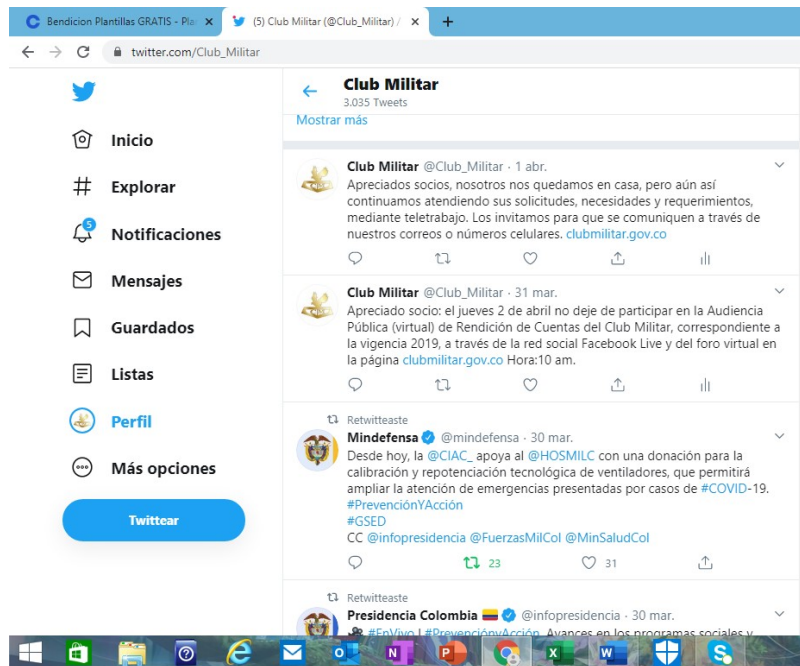 Bendicion Plantillas GRATIS - Pla
(5) Club Militar (@Club_Militar) /
twitter.com/Club_Militar
Club Militar
3.035 Tweets
Mostrar más
Inicio
Explorar
5
Notificaciones
Mensajes
Guardados
Listas
Perfil
Más opciones
Twittear
Club Militar @Club_Militar · 1 abr.
Apreciados socios, nosotros nos quedamos en casa, pero aún así
continuamos atendiendo sus solicitudes, necesidades y requerimientos,
mediante teletrabajo. Los invitamos para que se comuniquen a través de
nuestros correos o números celulares. clubmilitar.gov.co
Club Militar @Club_Militar · 31 mar.
Apreciado socio: el jueves 2 de abril no deje de participar en la Audiencia
Pública (virtual) de Rendición de Cuentas del Club Militar, correspondiente a
la vigencia 2019, a través de la red social Facebook Live y del foro virtual en
la página clubmilitar.gov.co Hora:10 am.
Retwitteaste
Mindefensa @mindefensa · 30 mar.
Desde hoy, la @CIAC_ apoya al @HOSMILC con una donación para la
calibración y repotenciación tecnológica de ventiladores, que permitirá
ampliar la atención de emergencias presentadas por casos de #COVID-19.
#PrevenciónYAcción
#GSED
CC @infopresidencia @FuerzasMilCol @MinSaludCol
23 31
Retwitteaste
Presidencia Colombia @infopresidencia · 30 mar.
#EnVivo | #PrevenciónyAcción. Avances en los programas sociales y